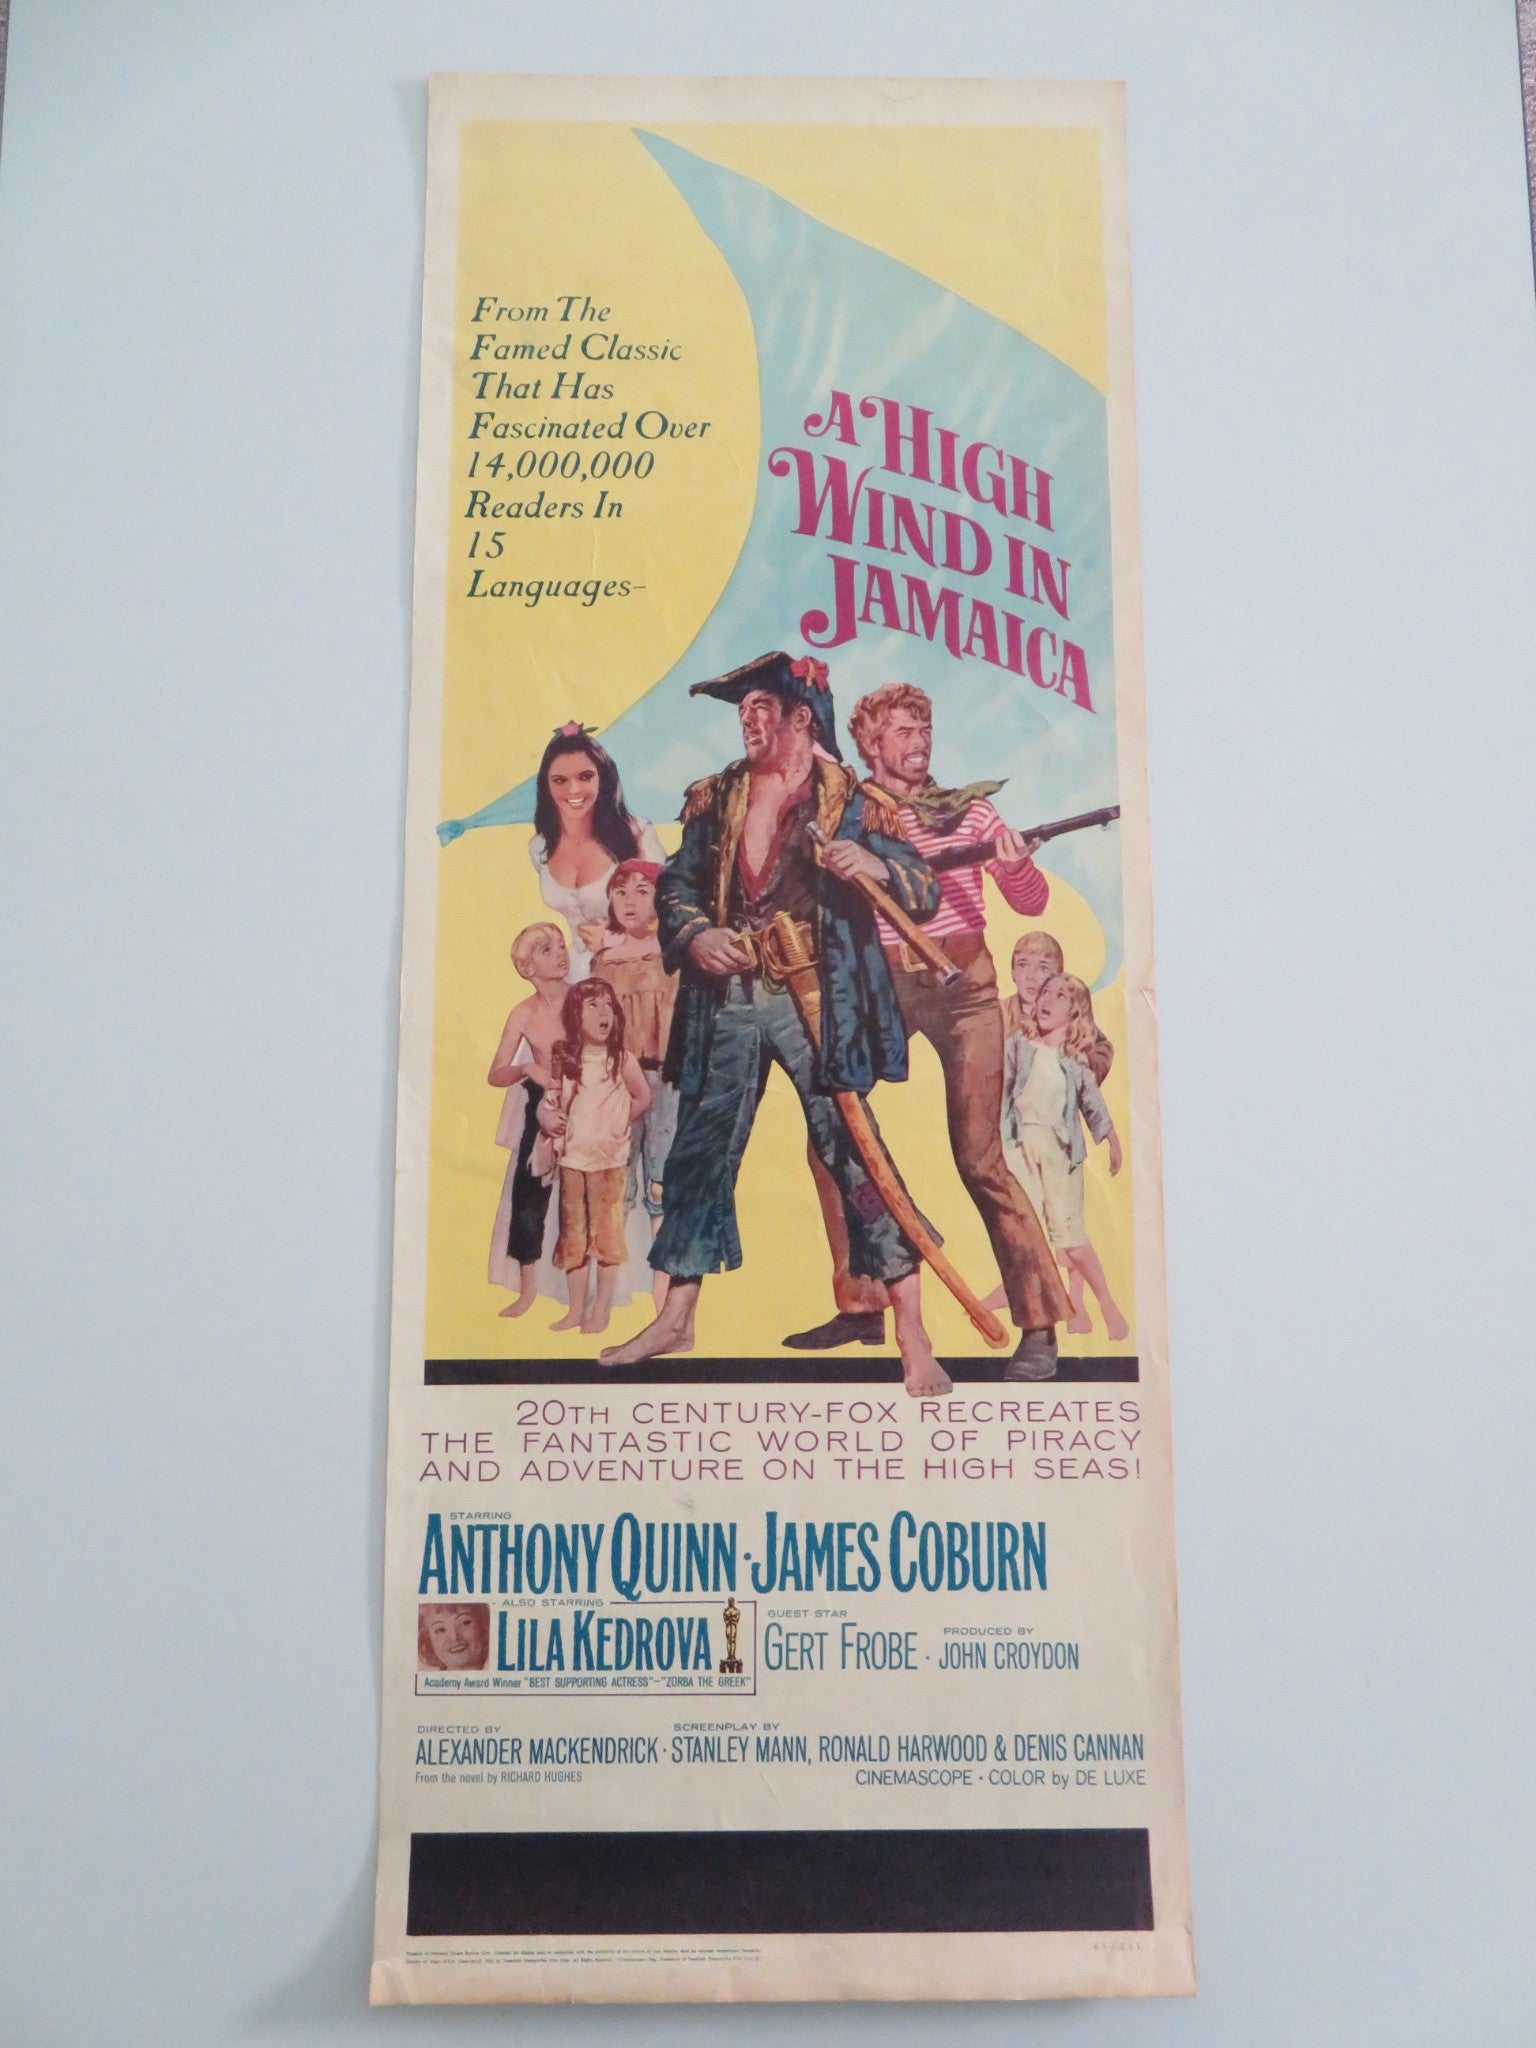 From The
Famed Classic
That Has
Fascinated Over
14,000,000
Readers In
15
Languages–
A HIGH
WIND IN
JAMAICA
20TH CENTURY-FOX RECREATES
THE FANTASTIC WORLD OF PIRACY
AND ADVENTURE ON THE HIGH SEAS!
STARRING
ANTHONY QUINN · JAMES COBURN
ALSO STARRING
LILA KEDROVA
Academy Award Winner "BEST SUPPORTING ACTRESS"–"ZORBA THE GREEK"
GUEST STAR
GERT FROBE ·
PRODUCED BY
JOHN CROYDON
DIRECTED BY
ALEXANDER MACKENDRICK ·
SCREENPLAY BY
STANLEY MANN, RONALD HARWOOD & DENIS CANNAN
From the novel by RICHARD HUGHES
CINEMASCOPE · COLOR by DE LUXE
65/211